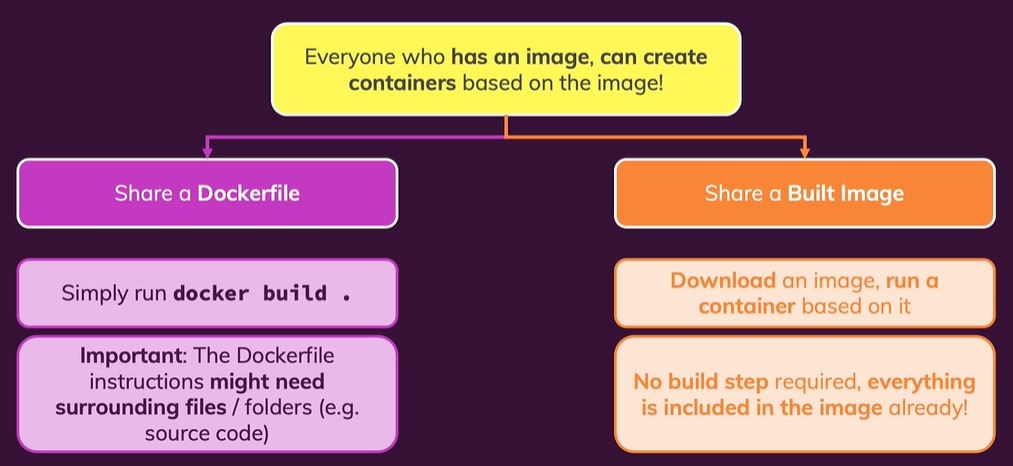 Everyone who has an image, can create
containers based on the image!
Share a Dockerfile
Simply run docker build .
Important: The Dockerfile
instructions might need
surrounding files / folders (e.g.
source code)
Share a Built Image
Download an image, run a
container based on it
No build step required, everything
is included in the image already!